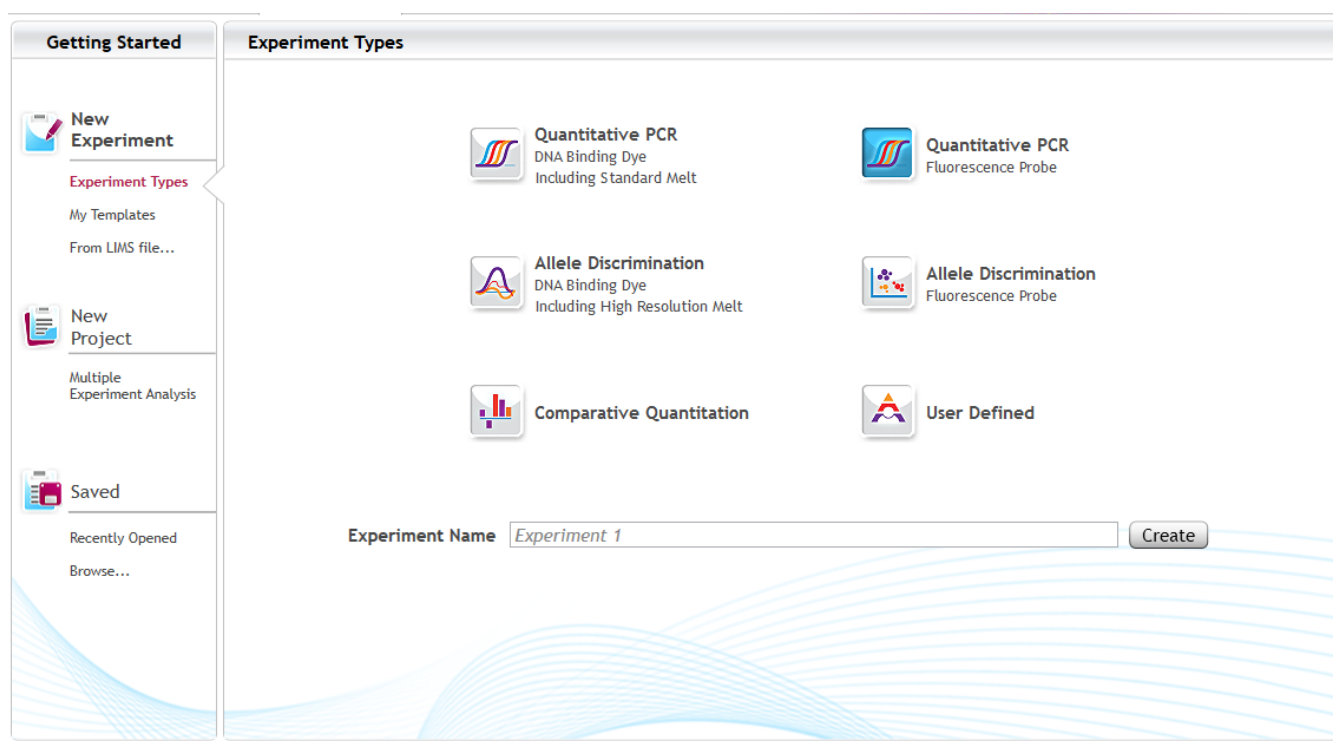 Getting Started
New
Experiment
Experiment Types
My Templates
From LIMS file...
New
Project
Multiple
Experiment Analysis
Saved
Recently Opened
Browse...
Experiment Types
Quantitative PCR
DNA Binding Dye
Including Standard Melt
Quantitative PCR
Fluorescence Probe
Allele Discrimination
DNA Binding Dye
Including High Resolution Melt
Allele Discrimination
Fluorescence Probe
Comparative Quantitation
User Defined
Experiment Name
Experiment 1
Create